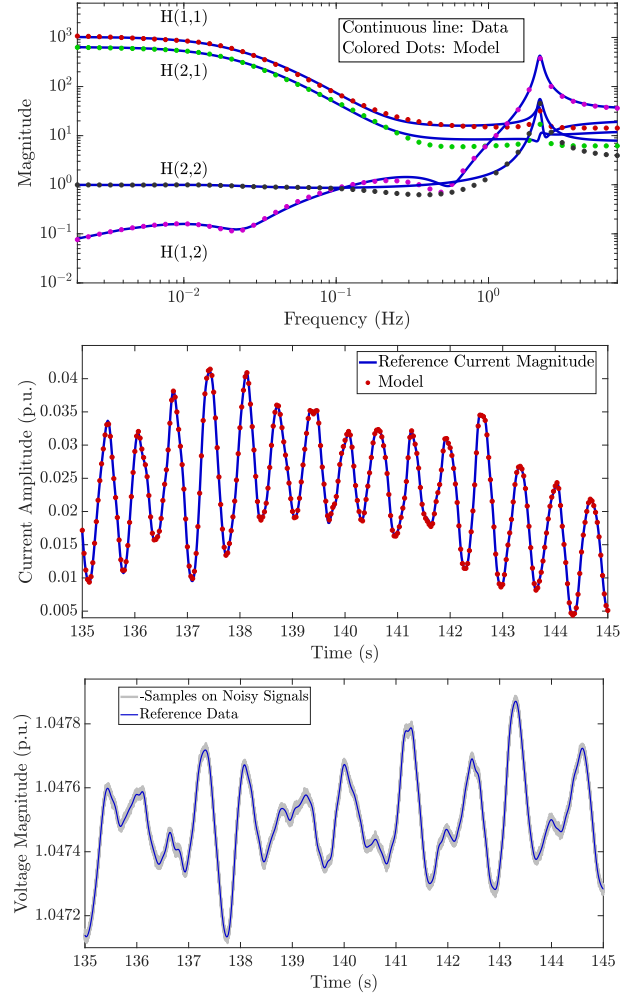 H(1,1)
Continuous line: Data
Colored Dots: Model
H(2,1)
H(2,2)
H(1,2)
Magnitude
10^3
10^2
10^1
10^0
10^-1
10^-2
10^-2
10^-1
10^0
Frequency (Hz)
Reference Current Magnitude
Model
Current Amplitude (p.u.)
0.04
0.035
0.03
0.025
0.02
0.015
0.01
0.005
135 136 137 138 139 140 141 142 143 144 145
Time (s)
-Samples on Noisy Signals
Reference Data
Voltage Magnitude (p.u.)
1.0478
1.0476
1.0474
1.0472
135 136 137 138 139 140 141 142 143 144 145
Time (s)